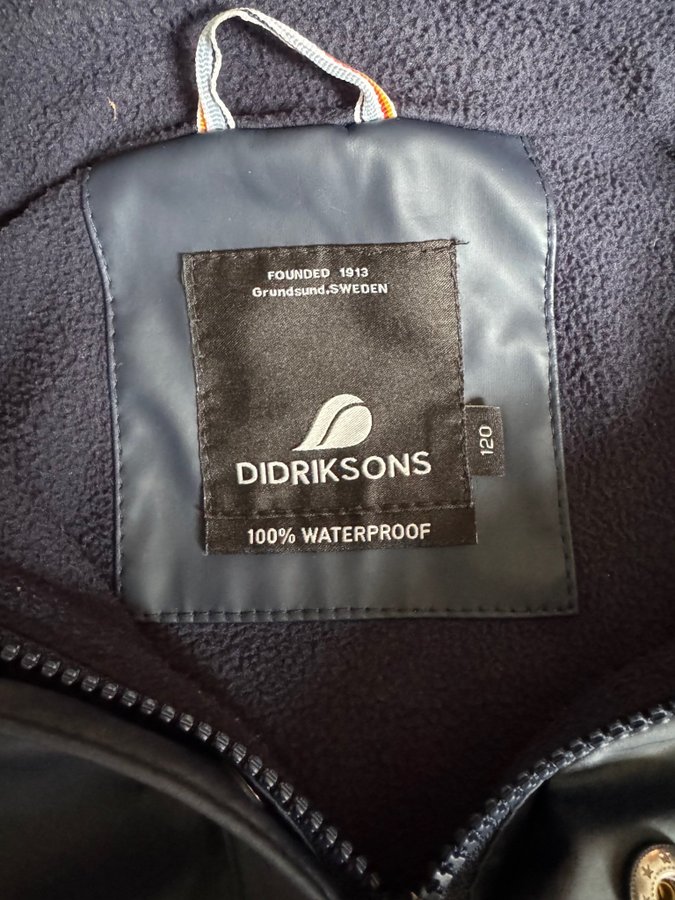 FOUNDED 1913
Grundsund.SWEDEN
DIDRIKSONS
120
100% WATERPROOF